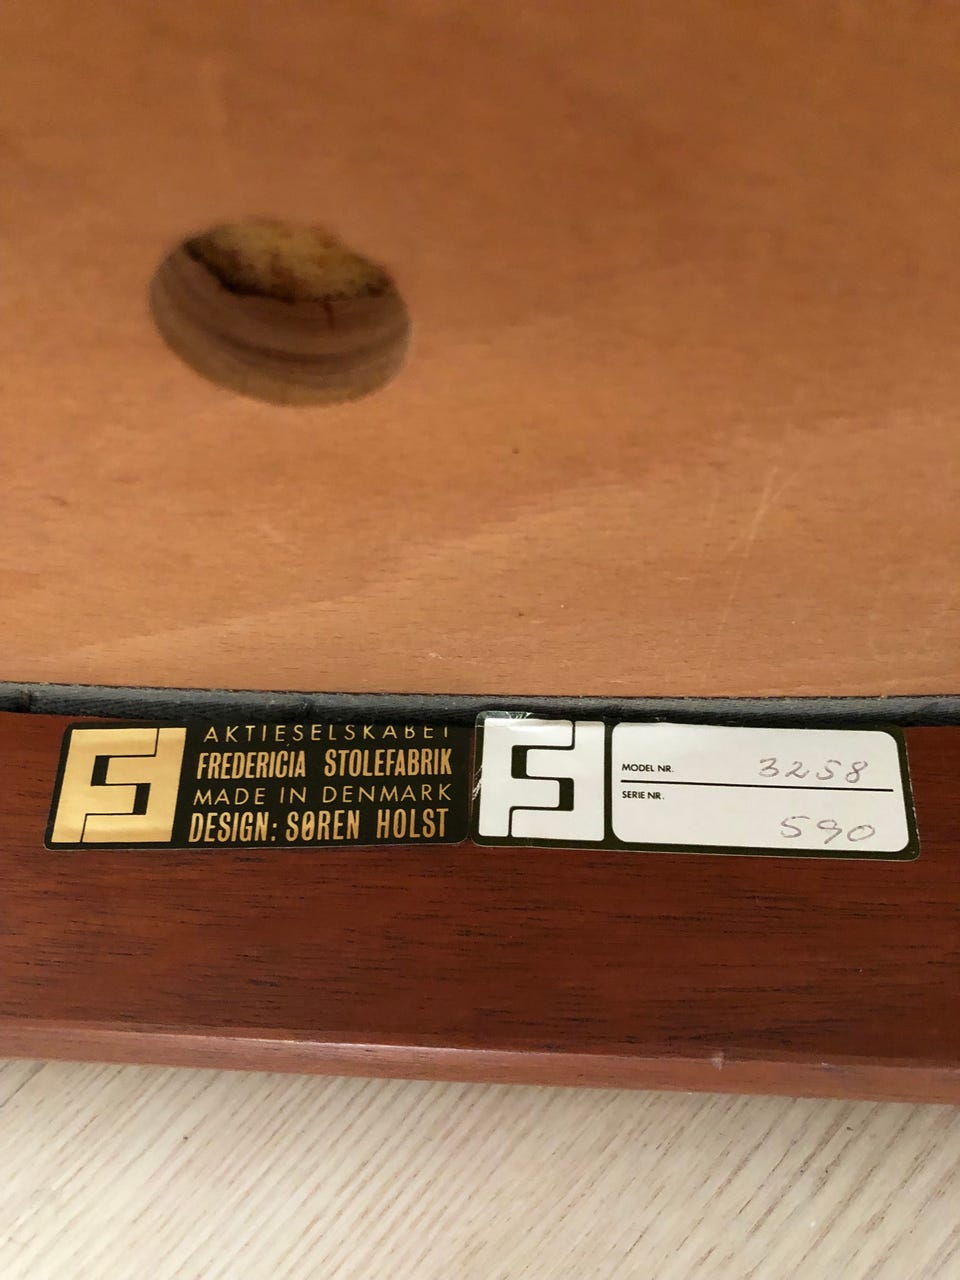 AKTIESELSKABET
FREDERICIA STOLEFABRIK
MADE IN DENMARK
DESIGN: SØREN HOLST
MODEL NR. 3258
SERIE NR.
590